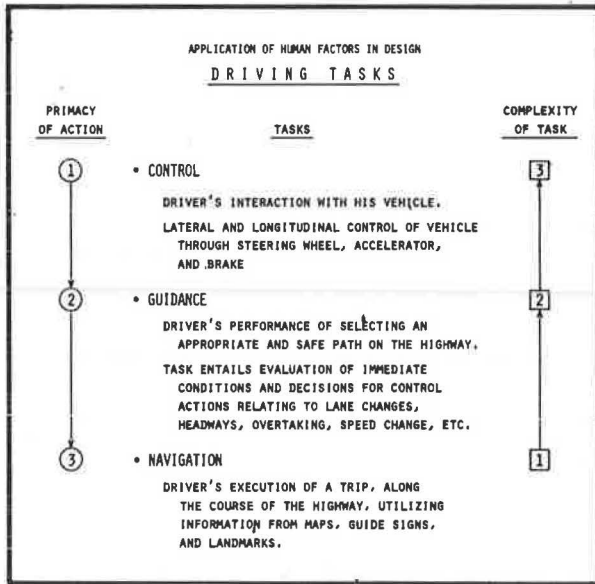 APPLICATION OF HUMAN FACTORS IN DESIGN
DRIVING TASKS
PRIMACY OF ACTION
TASKS
COMPLEXITY OF TASK
1
• CONTROL
3
DRIVER'S INTERACTION WITH HIS VEHICLE.
LATERAL AND LONGITUDINAL CONTROL OF VEHICLE
THROUGH STEERING WHEEL, ACCELERATOR,
AND BRAKE
2
• GUIDANCE
2
DRIVER'S PERFORMANCE OF SELECTING AN
APPROPRIATE AND SAFE PATH ON THE HIGHWAY.
TASK ENTAILS EVALUATION OF IMMEDIATE
CONDITIONS AND DECISIONS FOR CONTROL
ACTIONS RELATING TO LANE CHANGES,
HEADWAYS, OVERTAKING, SPEED CHANGE, ETC.
3
• NAVIGATION
1
DRIVER'S EXECUTION OF A TRIP, ALONG
THE COURSE OF THE HIGHWAY, UTILIZING
INFORMATION FROM MAPS, GUIDE SIGNS,
AND LANDMARKS.